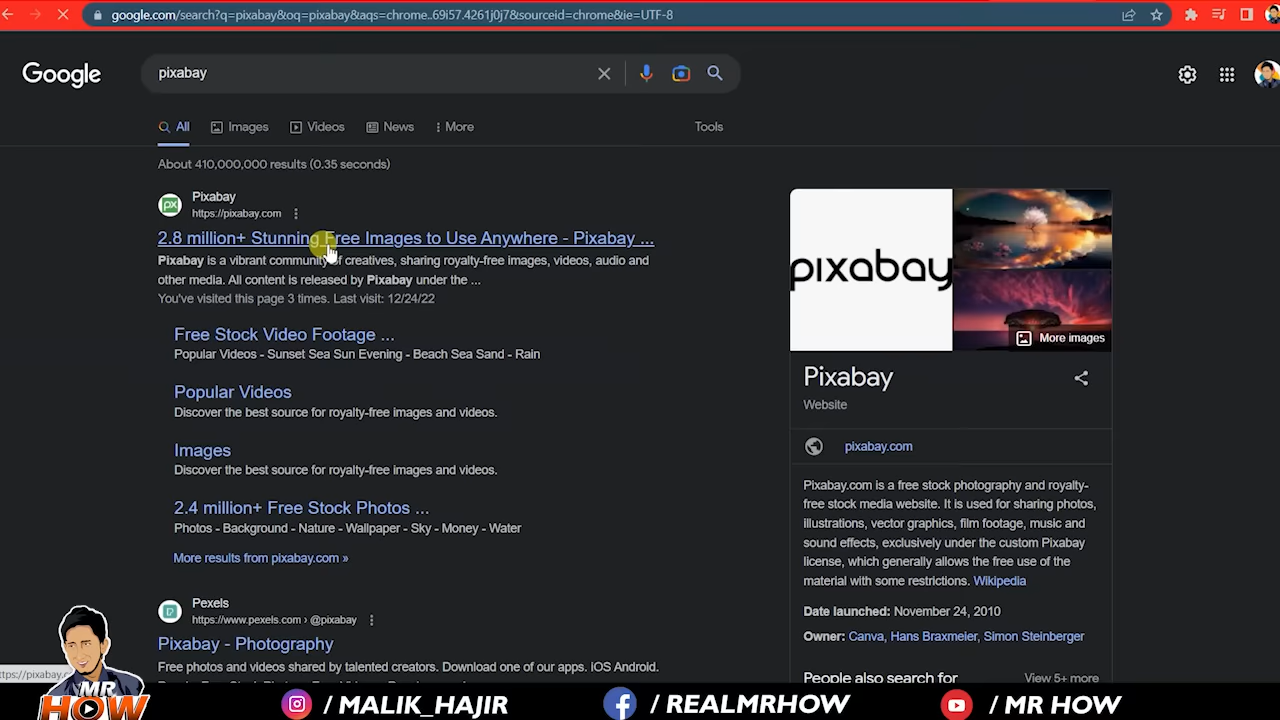 google.com/search?q=pixabay&oq=pixabay&aqs=chrome..69i57.4261j0j7&sourceid=chrome&ie=UTF-8
Google
pixabay
All
Images
Videos
News
More
Tools
About 410,000,000 results (0.35 seconds)
Pixabay
https://pixabay.com
2.8 million+ Stunning Free Images to Use Anywhere - Pixabay ...
Pixabay is a vibrant community of creatives, sharing royalty-free images, videos, audio and
other media. All content is released by Pixabay under the ...
You've visited this page 3 times. Last visit: 12/24/22
Free Stock Video Footage ...
Popular Videos - Sunset Sea Sun Evening - Beach Sea Sand - Rain
Popular Videos
Discover the best source for royalty-free images and videos.
Images
Discover the best source for royalty-free images and videos.
2.4 million+ Free Stock Photos ...
Photos - Background - Nature - Wallpaper - Sky - Money - Water
More results from pixabay.com »
Pexels
https://www.pexels.com › @pixabay
Pixabay - Photography
Free photos and videos shared by talented creators. Download one of our apps. iOS Android.
px
pixabay
More images
Pixabay
Website
pixabay.com
Pixabay.com is a free stock photography and royalty-
free stock media website. It is used for sharing photos,
illustrations, vector graphics, film footage, music and
sound effects, exclusively under the custom Pixabay
license, which generally allows the free use of the
material with some restrictions. Wikipedia
Date launched: November 24, 2010
Owner: Canva, Hans Braxmeier, Simon Steinberger
People also search for
View 5+ more
MR
HOW
/ MALIK_HAJIR
/ REALMRHOW
/ MR HOW